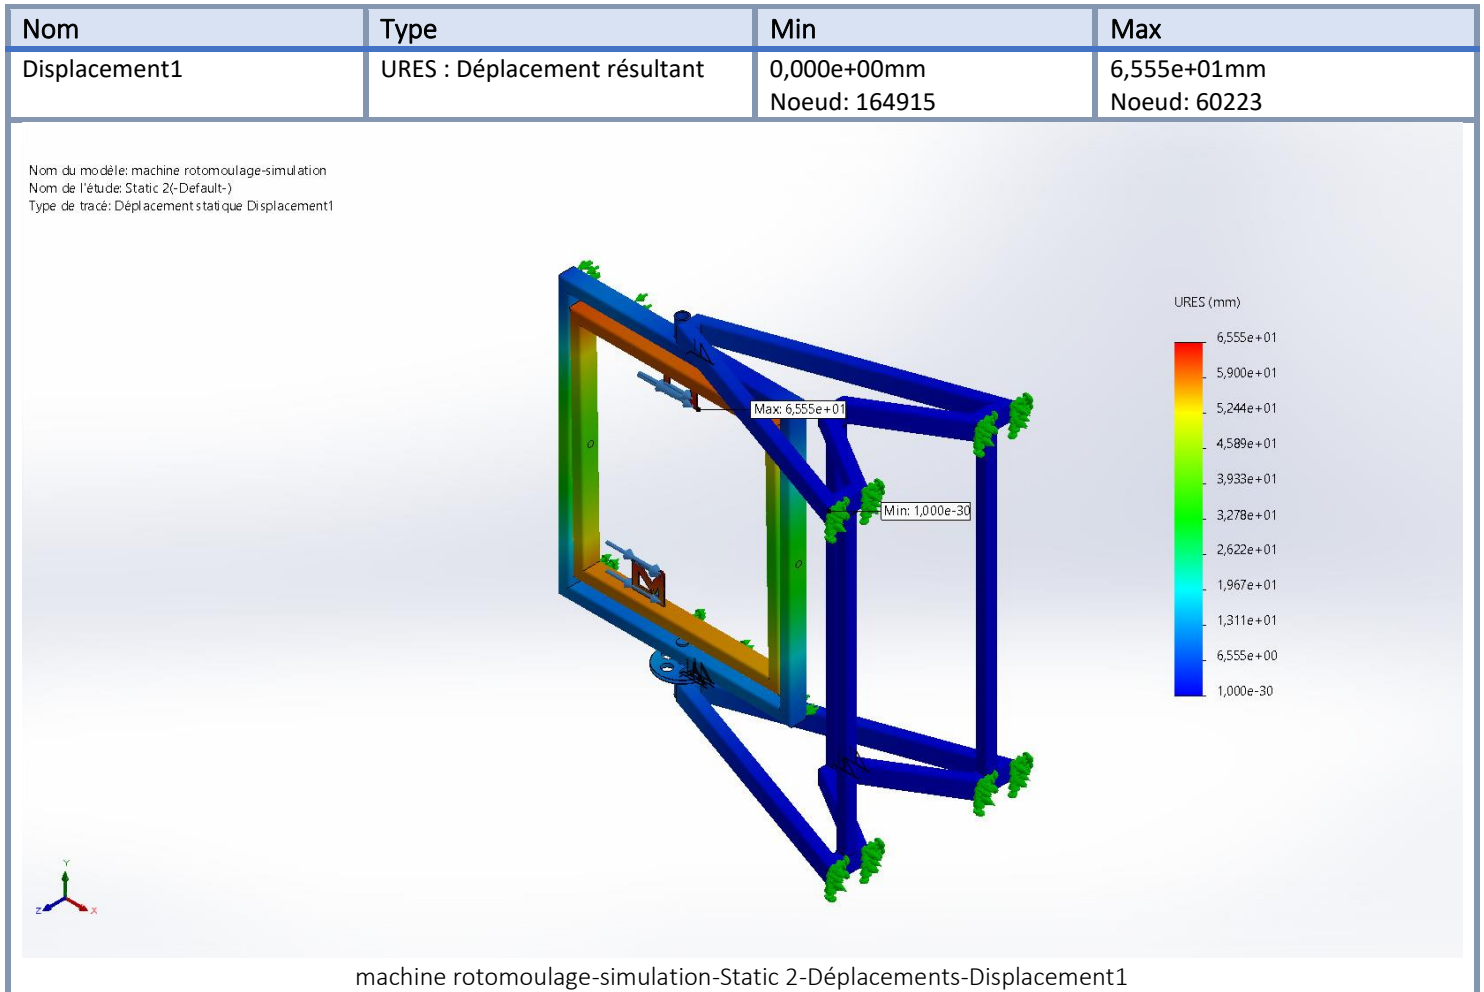 Nom Type Min Max
Displacement1 URES : Déplacement résultant 0,000e+00mm 6,555e+01mm
Noeud: 164915 Noeud: 60223
Nom du modèle: machine rotomoulage-simulation
Nom de l'étude: Static 2(-Default-)
Type de tracé: Déplacement statique Displacement1
URES (mm)
6,555e+01
5,900e+01
5,244e+01
4,589e+01
3,933e+01
3,278e+01
2,622e+01
1,967e+01
1,311e+01
6,555e+00
1,000e-30
Max: 6,555e+01
Min: 1,000e-30
Y
Z X
machine rotomoulage-simulation-Static 2-Déplacements-Displacement1